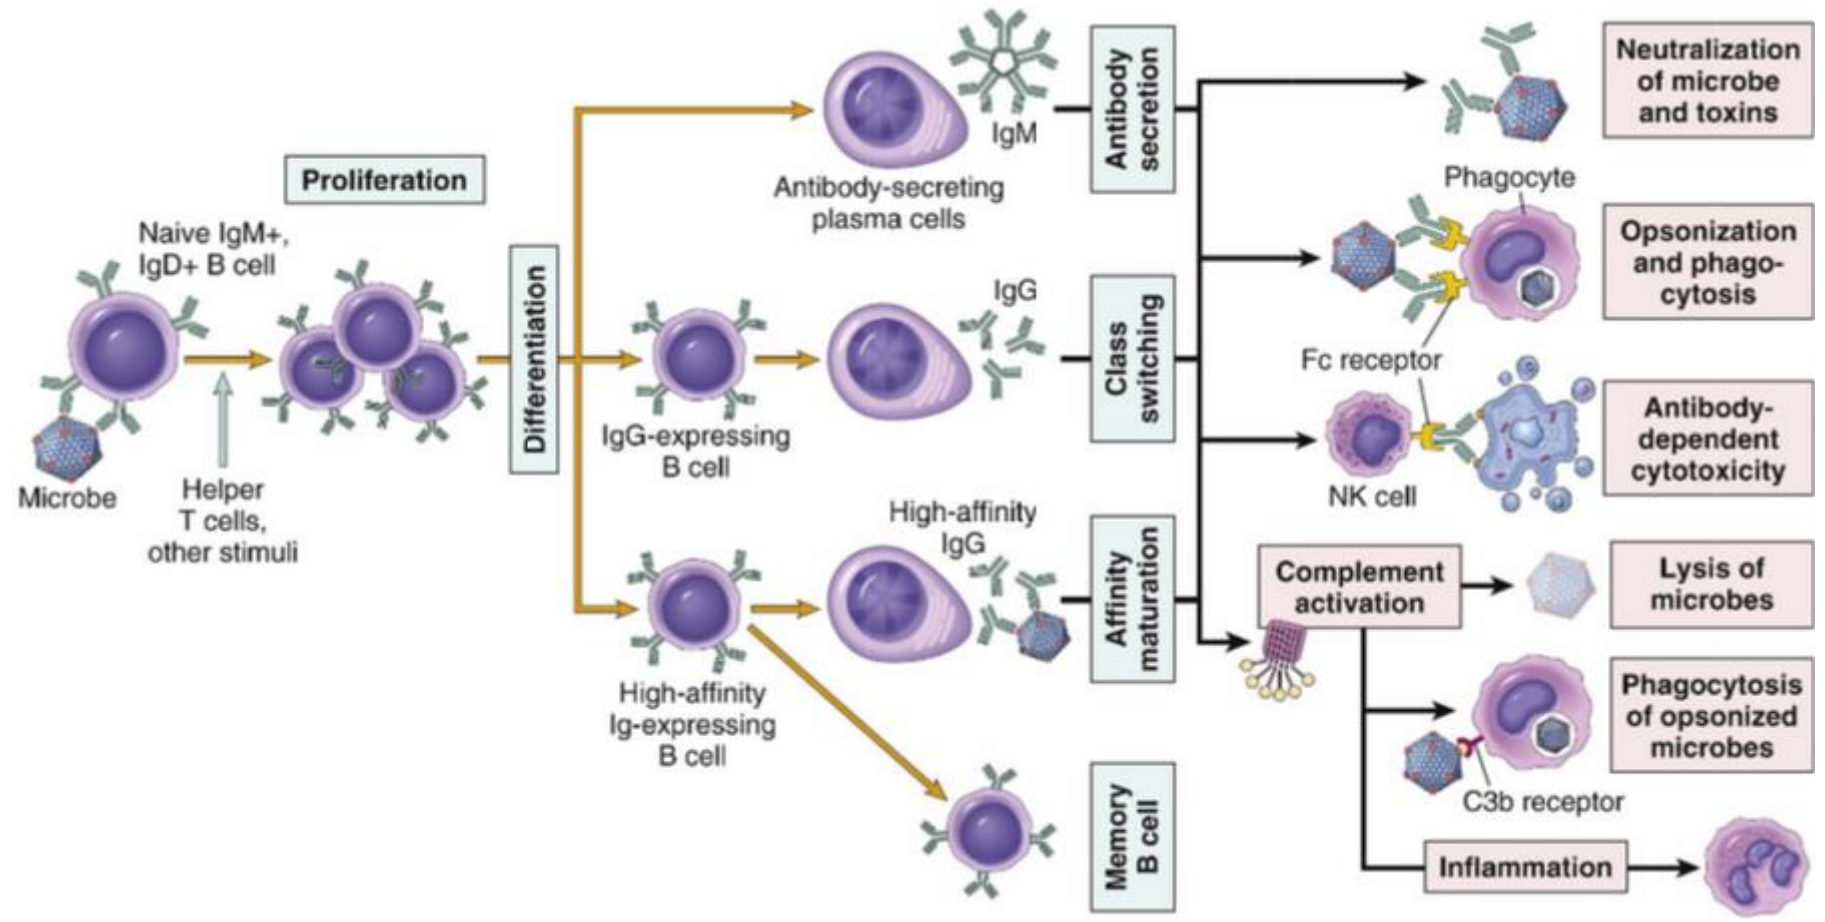 Proliferation
Naive IgM+,
IgD+ B cell
Microbe
Helper
T cells,
other stimuli
Differentiation
IgM
Antibody-secreting
plasma cells
IgG
IgG-expressing
B cell
High-affinity
IgG
High-affinity
Ig-expressing
B cell
Antibody
secretion
Class
switching
Affinity
maturation
Memory
B cell
Neutralization
of microbe
and toxins
Phagocyte
Opsonization
and phago-
cytosis
Fc receptor
Antibody-
dependent
cytotoxicity
NK cell
Complement
activation
Lysis of
microbes
Phagocytosis
of opsonized
microbes
C3b receptor
Inflammation